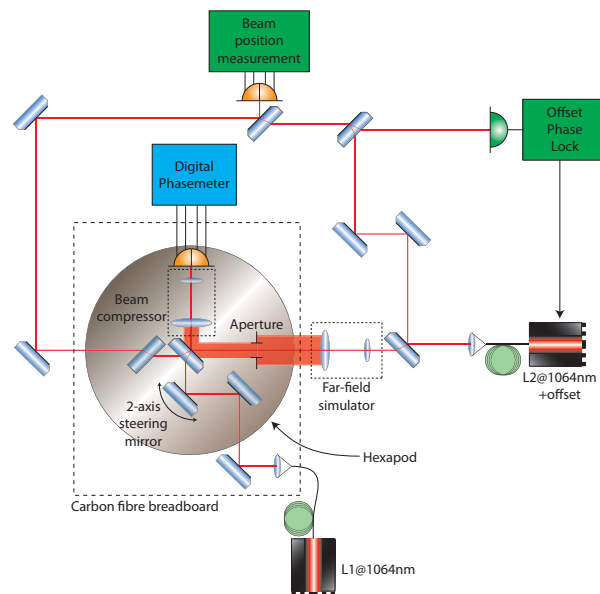 Beam
position
measurement
Offset
Phase
Lock
Digital
Phasemeter
Beam
compressor
Aperture
Far-field
simulator
L2@1064nm
+offset
2-axis
steering
mirror
Hexapod
Carbon fibre breadboard
L1@1064nm